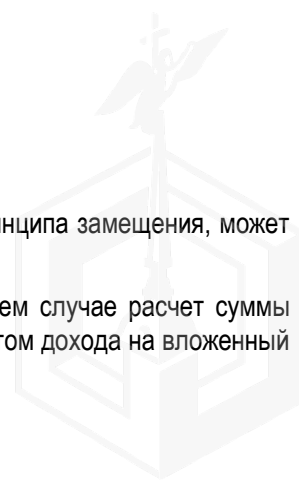 нципа замещения, может
ем случае расчет суммы
том дохода на вложенный